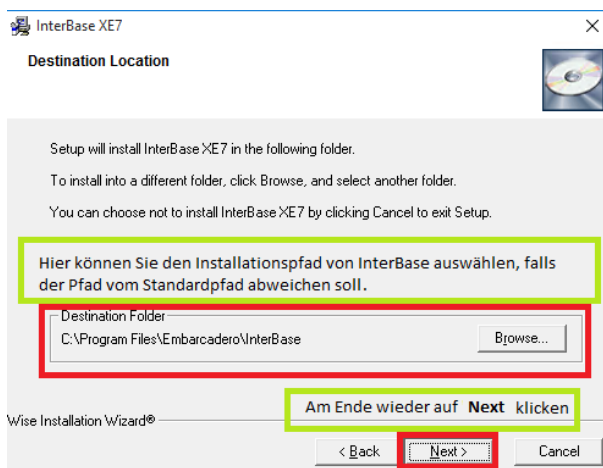 InterBase XE7
Destination Location
Setup will install InterBase XE7 in the following folder.
To install into a different folder, click Browse, and select another folder.
You can choose not to install InterBase XE7 by clicking Cancel to exit Setup.
Hier können Sie den Installationspfad von InterBase auswählen, falls
der Pfad vom Standardpfad abweichen soll.
Destination Folder
C:\Program Files\Embarcadero\InterBase
Browse...
Am Ende wieder auf Next klicken
Wise Installation Wizard®
< Back
Next >
Cancel